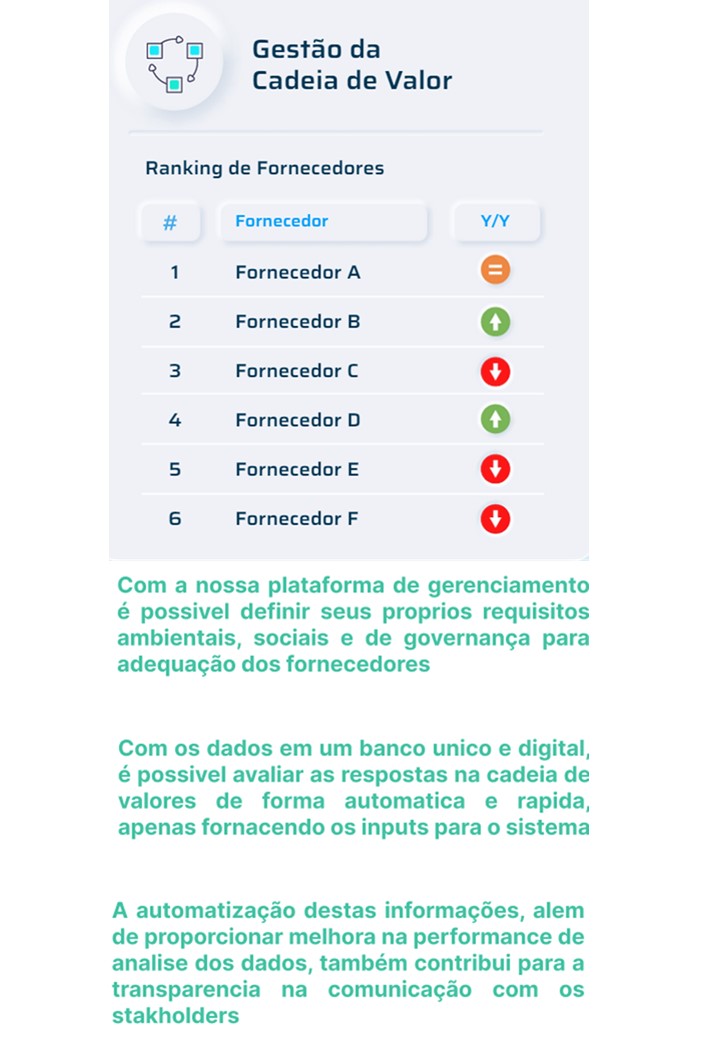 Gestão da
Cadeia de Valor
Ranking de Fornecedores
# Fornecedor Y/Y
1 Fornecedor A =
2 Fornecedor B
3 Fornecedor C
4 Fornecedor D
5 Fornecedor E
6 Fornecedor F
Com a nossa plataforma de gerenciamento
é possivel definir seus proprios requisitos
ambientais, sociais e de governança para
adequação dos fornecedores
Com os dados em um banco unico e digital,
é possivel avaliar as respostas na cadeia de
valores de forma automatica e rapida,
apenas fornacendo os inputs para o sistema
A automatização destas informações, alem
de proporcionar melhora na performance de
analise dos dados, também contribui para a
transparencia na comunicação com os
stakholders